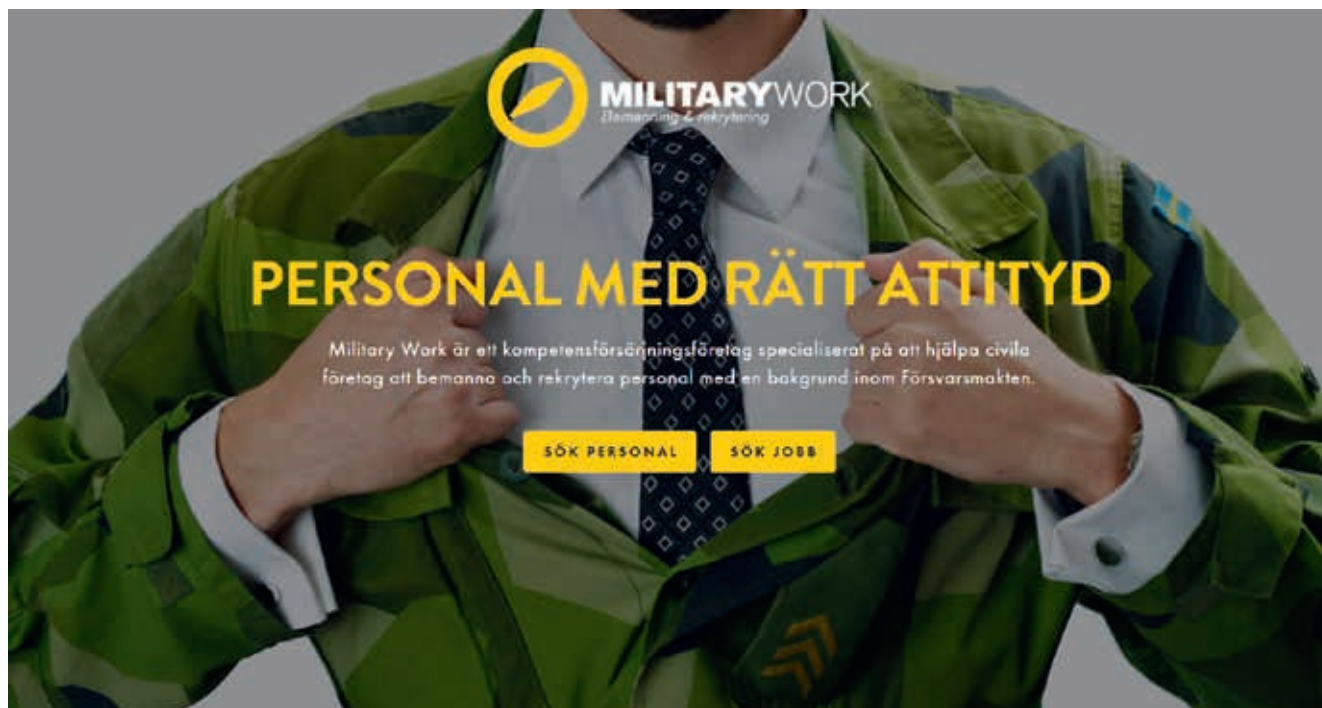 MILITARYWORK
Bemanning & rekrytering
PERSONAL MED RÄTT ATTITYD
Military Work är ett kompetensförsörjningsföretag specialiserat på att hjälpa civila
företag att bemanna och rekrytera personal med en bakgrund inom Försvarsmakten.
SÖK PERSONAL
SÖK JOBB